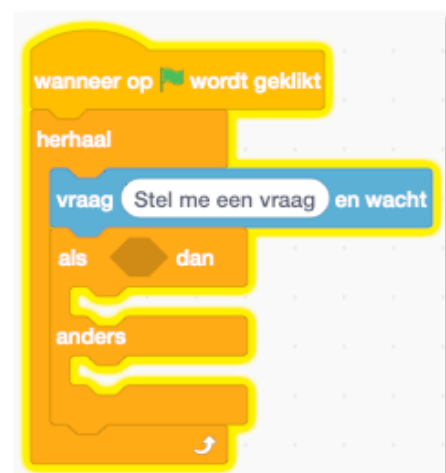 wanneer op wordt geklikt
herhaal
vraag Stel me een vraag en wacht
als dan
anders